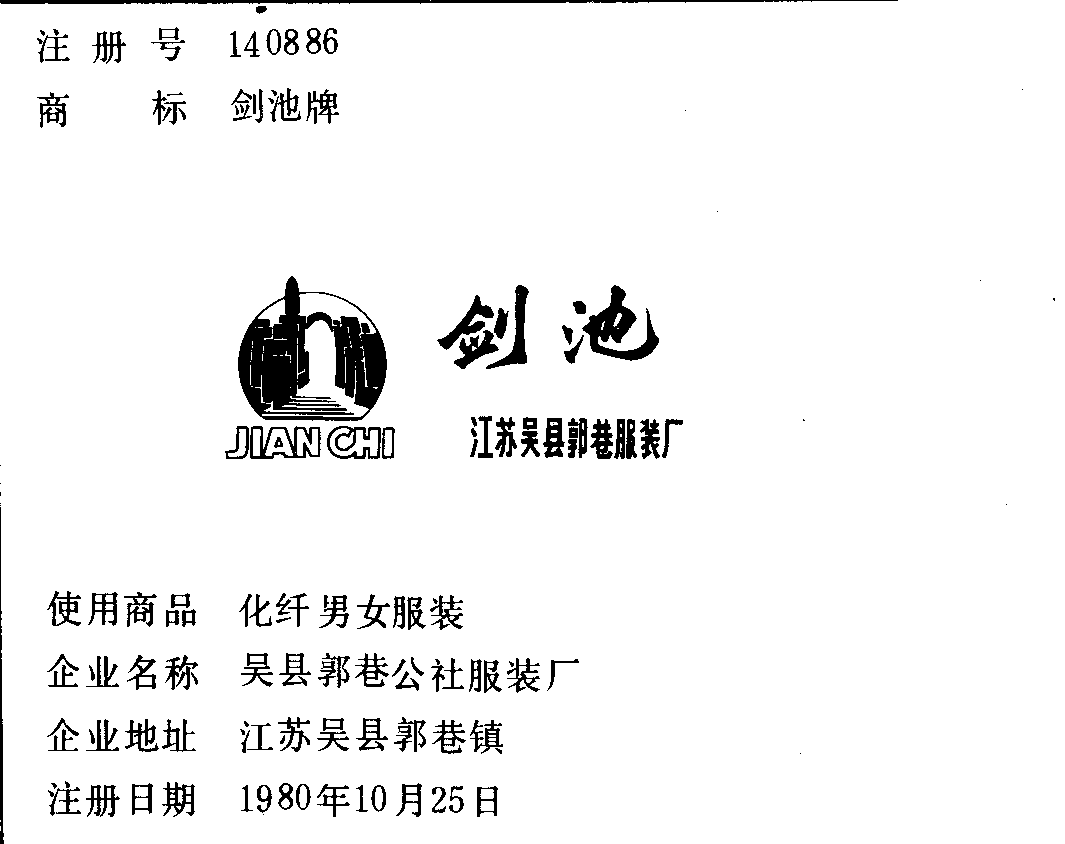 注册号 140886
商标 剑池牌
剑池
JIAN CHI
江苏吴县郭巷服装厂
使用商品 化纤男女服装
企业名称 吴县郭巷公社服装厂
企业地址 江苏吴县郭巷镇
注册日期 1980年10月25日